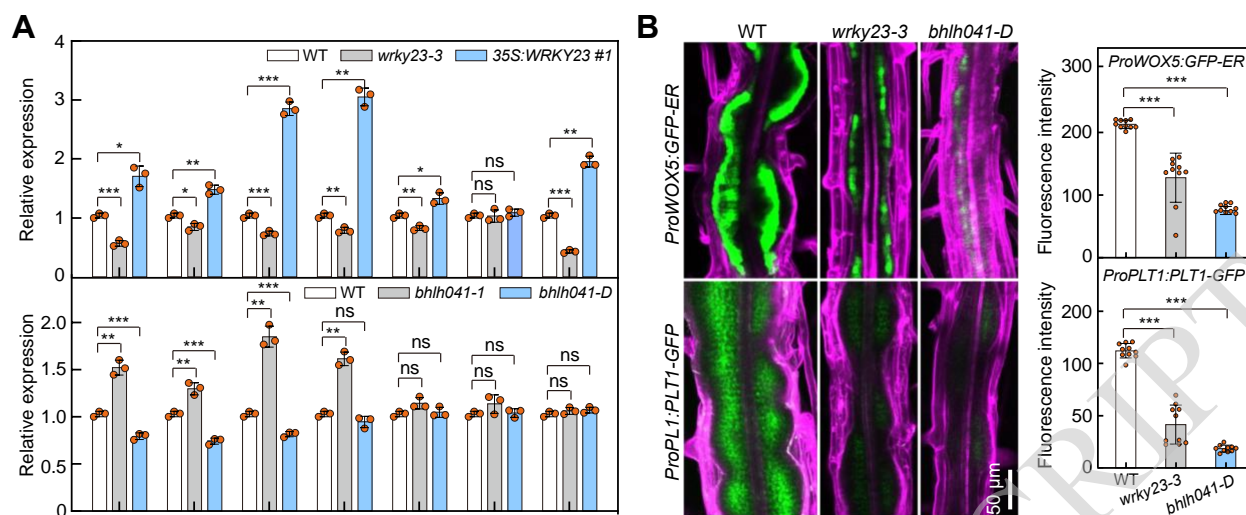 A
Relative expression
4
3
2
1
0
WT wrky23-3 35S:WRKY23 #1
* *** ** * *** *** ** ** * ** ns ns ** ***
Relative expression
2.0
1.5
1.0
0.5
0
WT bhlh041-1 bhlh041-D
*** ** *** ** *** ** ns ** ns ns ns ns ns ns
B
WT wrky23-3 bhlh041-D
ProWOX5:GFP-ER
ProPL1:PLT1-GFP
50 µm
Fluorescence intensity
300
200
100
0
ProWOX5:GFP-ER
***
***
Fluorescence intensity
200
100
50
0
ProPLT1:PLT1-GFP
***
***
WT
wrky23-3
bhlh041-D
CRIPT